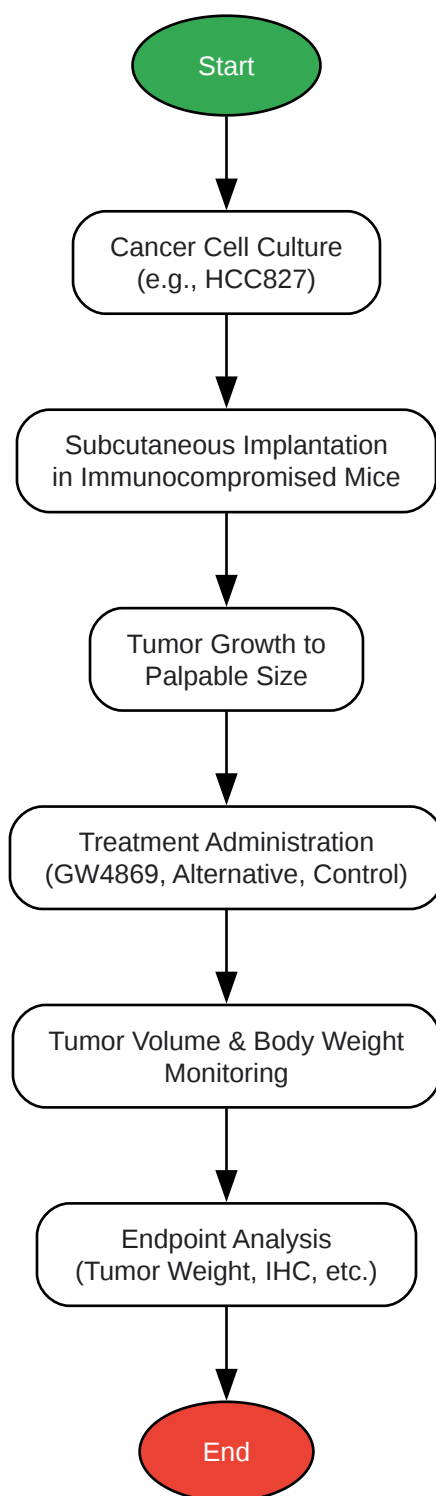 Start
Cancer Cell Culture
(e.g., HCC827)
Subcutaneous Implantation
in Immunocompromised Mice
Tumor Growth to
Palpable Size
Treatment Administration
(GW4869, Alternative, Control)
Tumor Volume & Body Weight
Monitoring
Endpoint Analysis
(Tumor Weight, IHC, etc.)
End